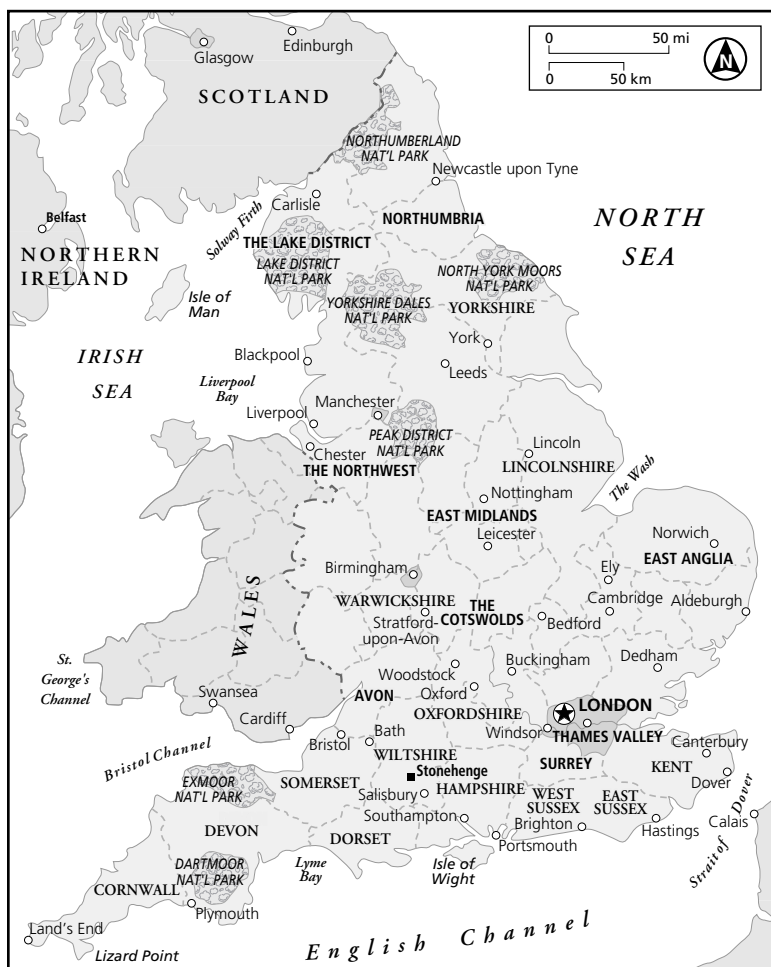 Edinburgh
Glasgow
SCOTLAND
0 50 mi
0 50 km
N
NORTHUMBERLAND
NAT'L PARK
Newcastle upon Tyne
Carlisle
Solway Firth
Belfast
NORTHUMBRIA
NORTH
SEA
NORTHERN
IRELAND
THE LAKE DISTRICT
LAKE DISTRICT
NAT'L PARK
NORTH YORK MOORS
NAT'L PARK
Isle of
Man
YORKSHIRE DALES
NAT'L PARK
YORKSHIRE
York
IRISH
SEA
Blackpool
Leeds
Liverpool
Bay
Manchester
Liverpool
PEAK DISTRICT
NAT'L PARK
Chester
Lincoln
LINCOLNSHIRE
THE NORTHWEST
The Wash
Nottingham
EAST MIDLANDS
Leicester
Norwich
EAST ANGLIA
Birmingham
Ely
WARWICKSHIRE
THE
COTSWOLDS
Cambridge
Aldeburgh
Stratford-
upon-Avon
Bedford
WALES
St.
George's
Channel
Woodstock
Buckingham
Dedham
Swansea
AVON
Oxford
OXFORDSHIRE
LONDON
Cardiff
Windsor
THAMES VALLEY
Bristol Channel
Bristol
Bath
WILTSHIRE
Canterbury
SURREY
KENT
Stonehenge
EXMOOR
NAT'L PARK
SOMERSET
Dover
Salisbury
HAMPSHIRE
WEST
SUSSEX
EAST
SUSSEX
Southampton
Brighton
Hastings
Calais
Strait of Dover
DEVON
DORSET
Portsmouth
Lyme
Bay
Isle of
Wight
DARTMOOR
NAT'L PARK
CORNWALL
Plymouth
Land's End
Lizard Point
English Channel